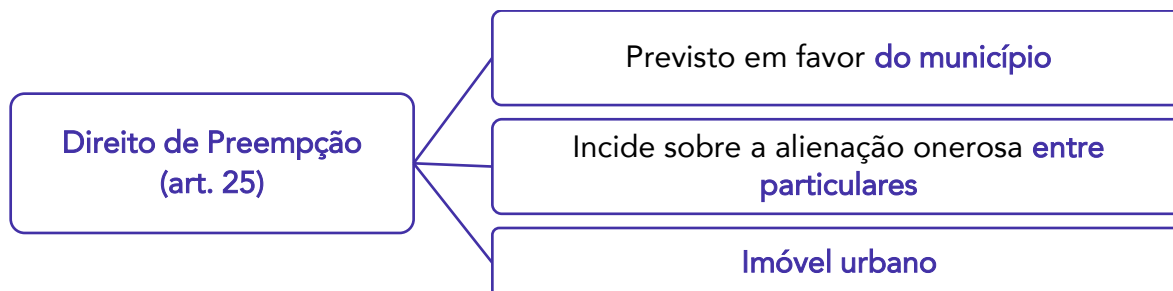 Direito de Preempção
(art. 25)
Previsto em favor do município
Incide sobre a alienação onerosa entre
particulares
Imóvel urbano